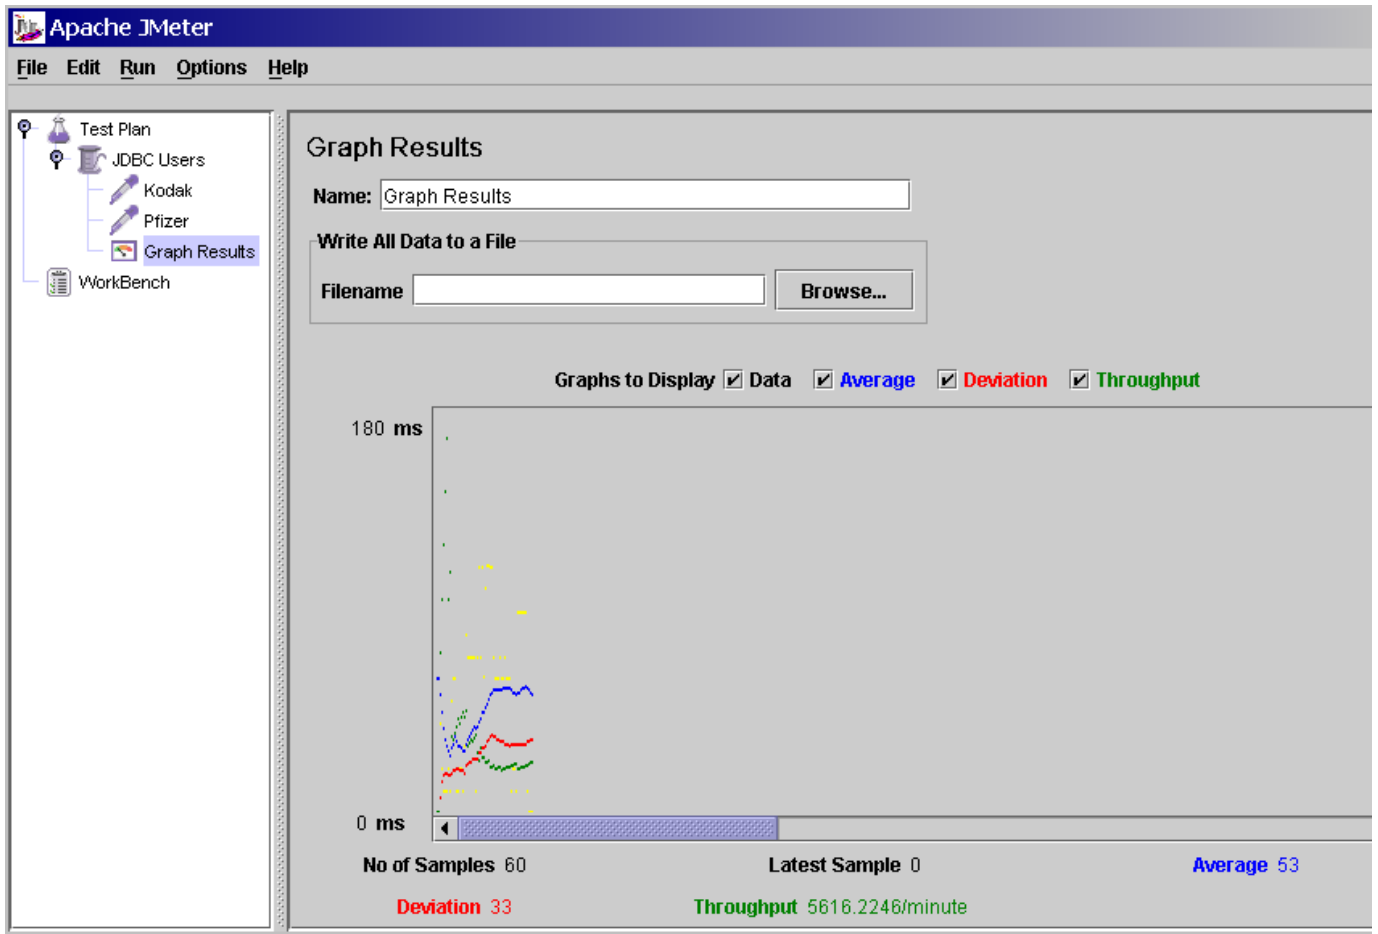 Apache JMeter
File Edit Run Options Help
Test Plan
JDBC Users
Kodak
Pfizer
Graph Results
WorkBench
Graph Results
Name: Graph Results
Write All Data to a File
Filename Browse...
Graphs to Display Data Average Deviation Throughput
180 ms
0 ms
No of Samples 60 Latest Sample 0 Average 53
Deviation 33 Throughput 5616.2246/minute